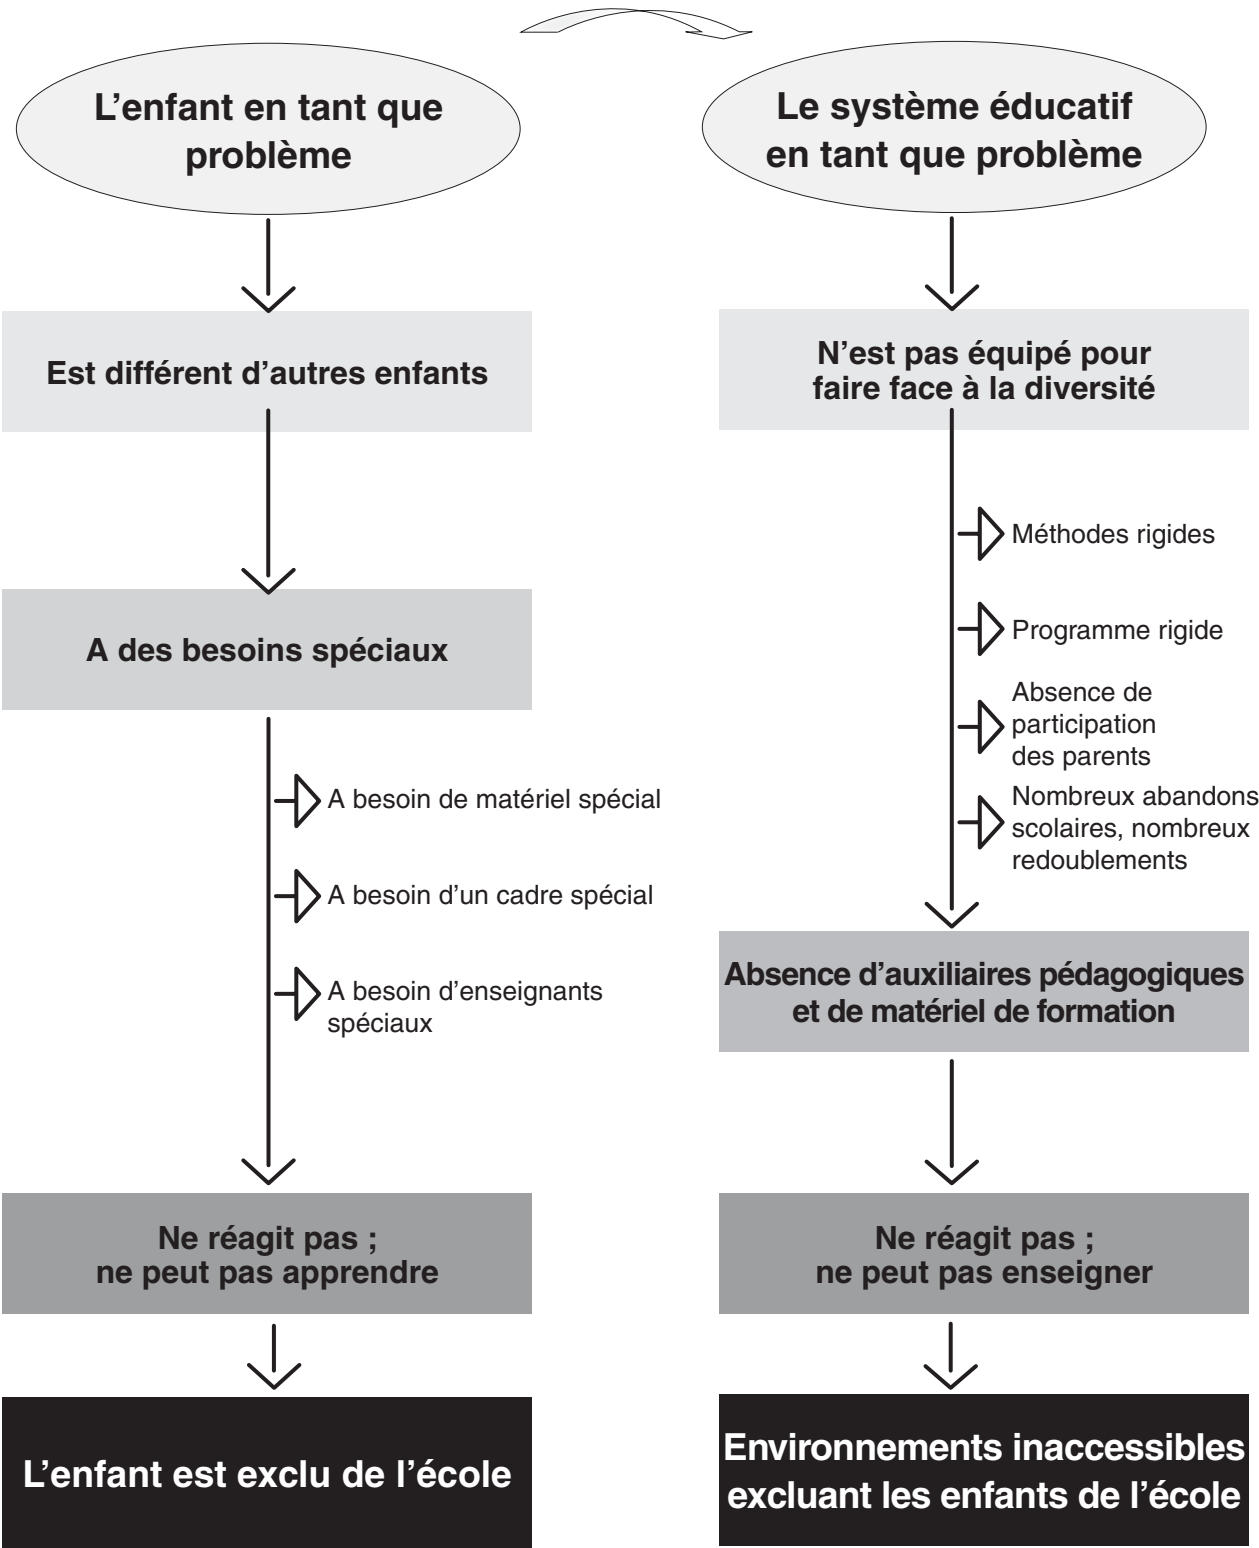 L’enfant en tant que
problème
Est différent d’autres enfants
A des besoins spéciaux
A besoin de matériel spécial
A besoin d’un cadre spécial
A besoin d’enseignants
spéciaux
Ne réagit pas ;
ne peut pas apprendre
L’enfant est exclu de l’école
Le système éducatif
en tant que problème
N’est pas équipé pour
faire face à la diversité
Méthodes rigides
Programme rigide
Absence de
participation
des parents
Nombreux abandons
scolaires, nombreux
redoublements
Absence d’auxiliaires pédagogiques
et de matériel de formation
Ne réagit pas ;
ne peut pas enseigner
Environnements inaccessibles
excluant les enfants de l’école